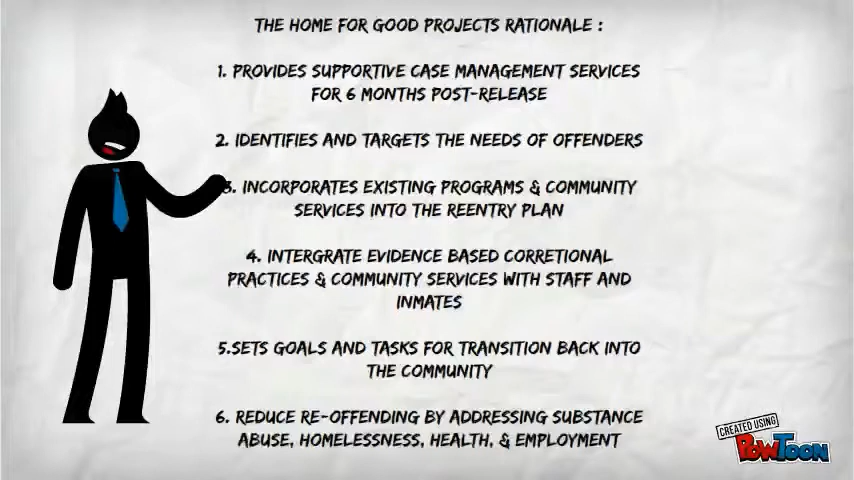 THE HOME FOR GOOD PROJECTS RATIONALE :
1. PROVIDES SUPPORTIVE CASE MANAGEMENT SERVICES
FOR 6 MONTHS POST-RELEASE
2. IDENTIFIES AND TARGETS THE NEEDS OF OFFENDERS
3. INCORPORATES EXISTING PROGRAMS & COMMUNITY
SERVICES INTO THE REENTRY PLAN
4. INTERGRATE EVIDENCE BASED CORRETIONAL
PRACTICES & COMMUNITY SERVICES WITH STAFF AND
INMATES
5.SETS GOALS AND TASKS FOR TRANSITION BACK INTO
THE COMMUNITY
6. REDUCE RE-OFFENDING BY ADDRESSING SUBSTANCE
ABUSE, HOMELESSNESS, HEALTH, & EMPLOYMENT
CREATED USING
POWTOON